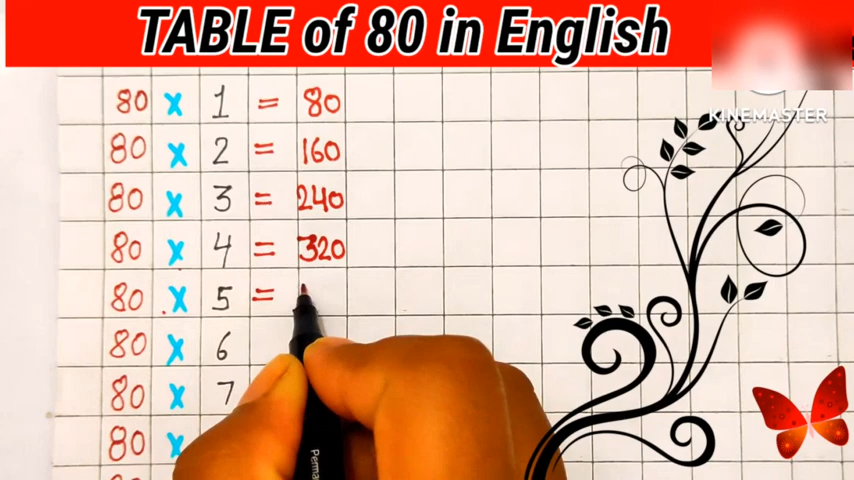 TABLE of 80 in English
KINEMASTER
80 x 1 = 80
80 x 2 = 160
80 x 3 = 240
80 x 4 = 320
80 x 5 =
80 x 6
80 x 7
80 x